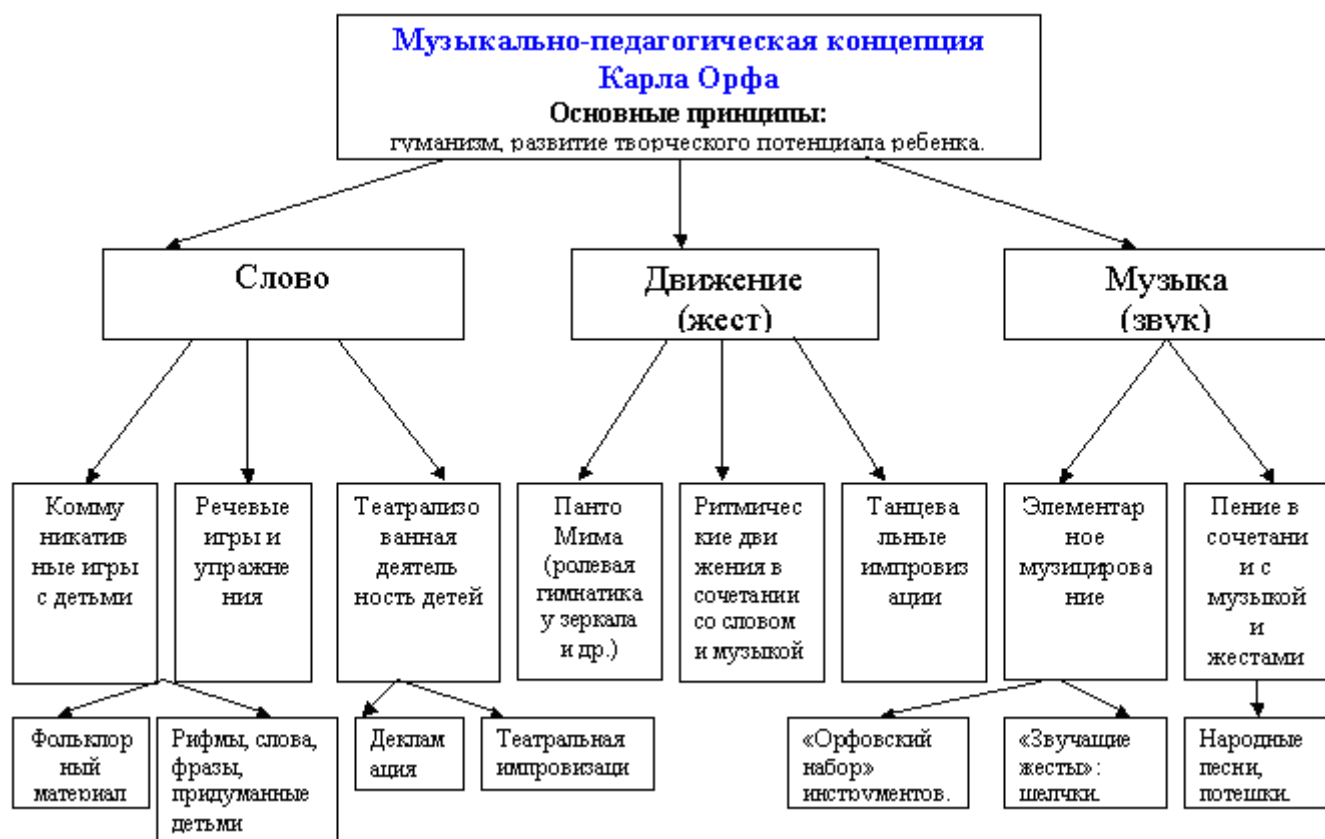 Музыкально-педагогическая концепция
Карла Орфа
Основные принципы:
гуманизм, развитие творческого потенциала ребенка.
Слово
Движение
(жест)
Музыка
(звук)
Комму
никатив
ные игры
с детьми
Речевые
игры и
упражне
ния
Театрализо
ванная
деятель
ность детей
Панто
Мима
(ролевая
гимнатика
у зеркала
и др.)
Ритмичес
кие дви
жения в
сочетании
со словом
и музыкой
Танцева
льные
импровиз
ации
Элементар
ное
музицирова
ние
Пение в
сочетани
и с
музыкой
и
жестами
Фольклор
ный
материал
Рифмы, слова,
фразы,
придуманные
детьми
Деклам
ация
Театральная
импровизаци
«Орфовский
набор»
инструментов.
«Звучащие
жесты»:
щелчки.
Народные
песни,
потешки.